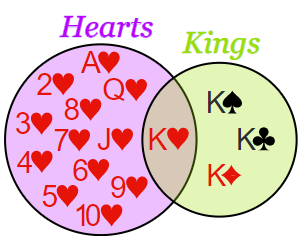 Hearts
Kings
A♥
2♥ Q♥
8♥ K♠
3♥ 7♥ J♥ K♥ K♣
4♥ 6♥ K♦
5♥ 9♥
10♥